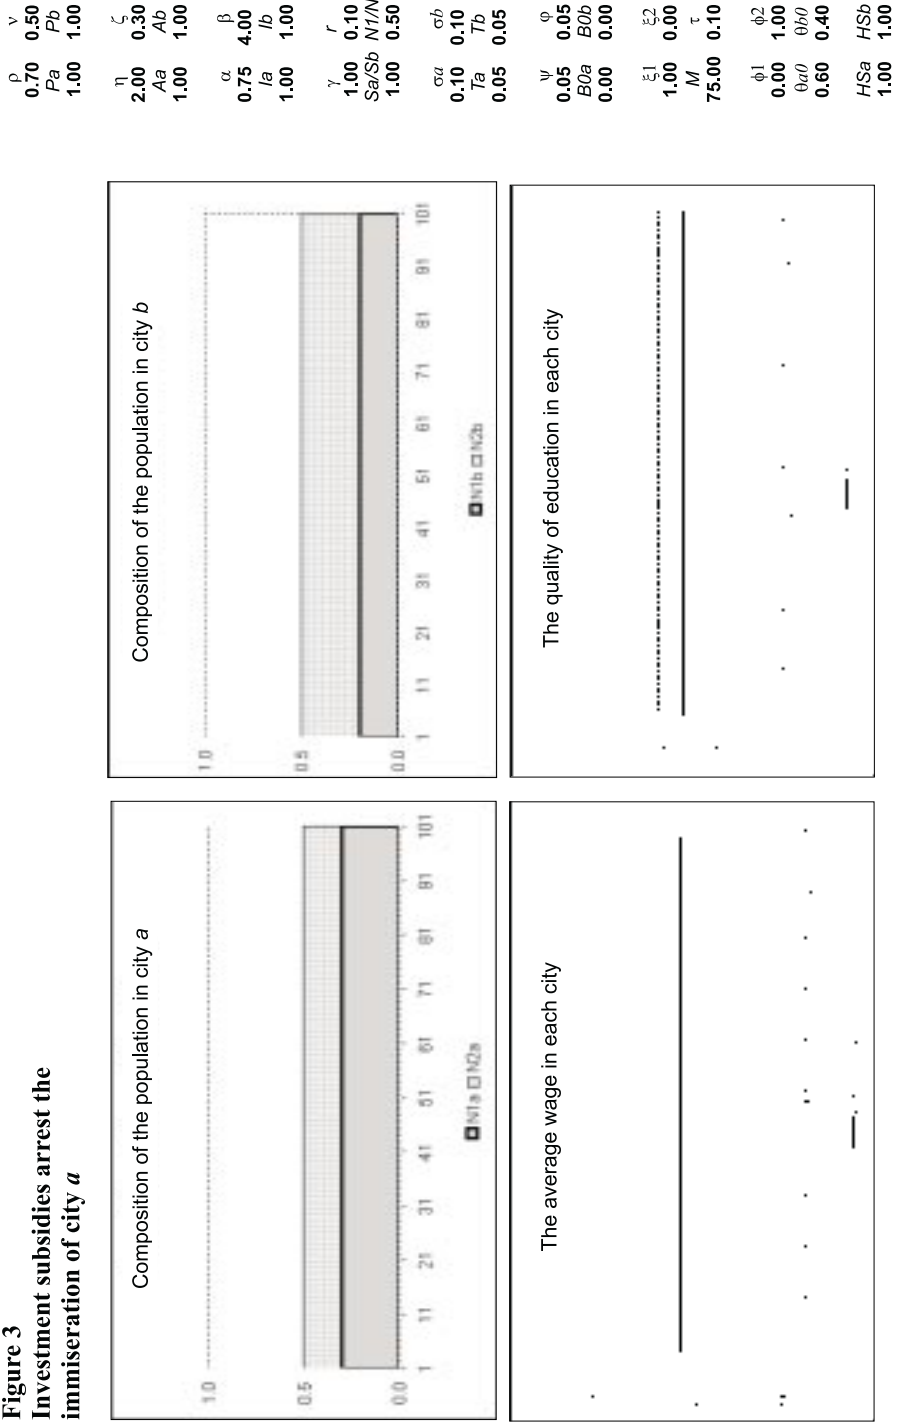 Figure 3
Investment subsidies arrest the
immiseration of city a
Composition of the population in city a
1.0
0.5
0.0
1 11 21 31 41 51 61 71 81 91 101
N1a N2a
Composition of the population in city b
1.0
0.5
0.0
1 11 21 31 41 51 61 71 81 91 101
N1b N2b
The average wage in each city
The quality of education in each city
ρ ν
0.70 0.50
Pa Pb
1.00 1.00
η ζ
2.00 0.30
Aa Ab
1.00 1.00
α β
0.75 4.00
Ia Ib
1.00 1.00
γ r
1.00 0.10
Sa/Sb N1/N
1.00 0.50
σa σb
0.10 0.10
Ta Tb
0.05 0.05
ψ φ
0.05 0.05
B0a B0b
0.00 0.00
ξ1 ξ2
1.00 0.00
M τ
75.00 0.10
ϕ1 ϕ2
0.00 1.00
θa0 θb0
0.60 0.40
HSa HSb
1.00 1.00